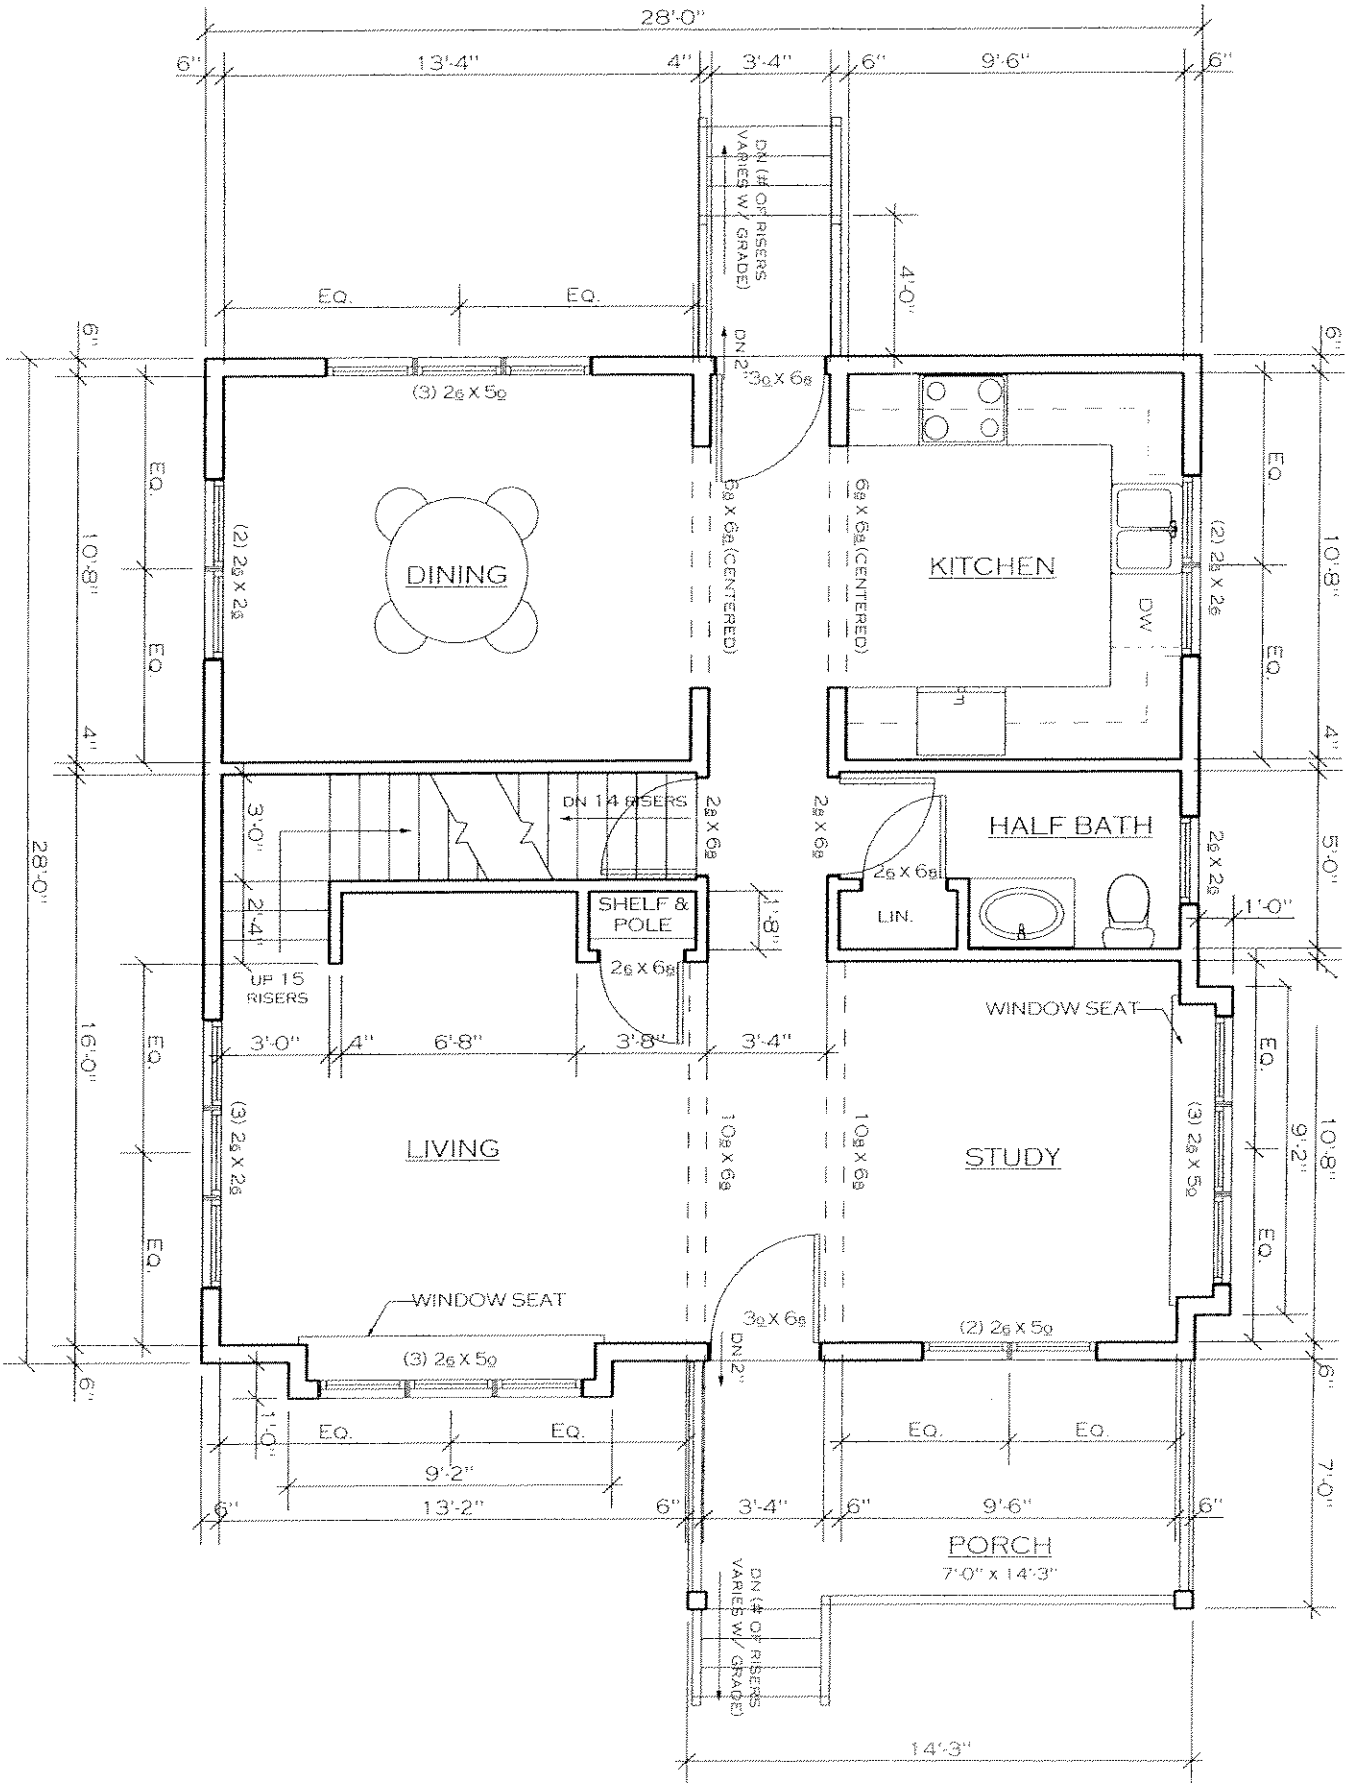 28'-0"
6"
13'-4"
4"
3'-4"
6"
9'-6"
6"
DN (# OF RISERS
VARIES W/ GRADE)
4'-0"
EQ.
EQ.
6"
DN 2"
6"
(3) 26 X 50
30 X 68
EQ.
10'-8"
EQ.
(2) 26 X 26
DINING
68 X 68 (CENTERED)
68 X 68 (CENTERED)
KITCHEN
DW
(2) 26 X 26
EQ.
EQ.
10'-8"
4"
4"
3'-0"
DN 14 RISERS
28 X 68
28 X 68
HALF BATH
26 X 26
5'-0"
28'-0"
2'-4"
SHELF &
POLE
1'-8"
26 X 68
LIN.
1'-0"
UP 15
RISERS
26 X 68
WINDOW SEAT
16'-0"
EQ.
EQ.
3'-0"
4"
6'-8"
3'-8"
3'-4"
EQ.
EQ.
9'-2"
10'-8"
(3) 26 X 26
LIVING
108 X 68
108 X 68
STUDY
(3) 26 X 50
WINDOW SEAT
30 X 68
(2) 26 X 50
(3) 26 X 50
DN 2"
6"
6"
1'-0"
EQ.
EQ.
EQ.
EQ.
9'-2"
7'-0"
6"
13'-2"
6"
3'-4"
6"
9'-6"
6"
PORCH
7'-0" X 14'-3"
DN (# OF RISERS
VARIES W/ GRADE)
14'-3"